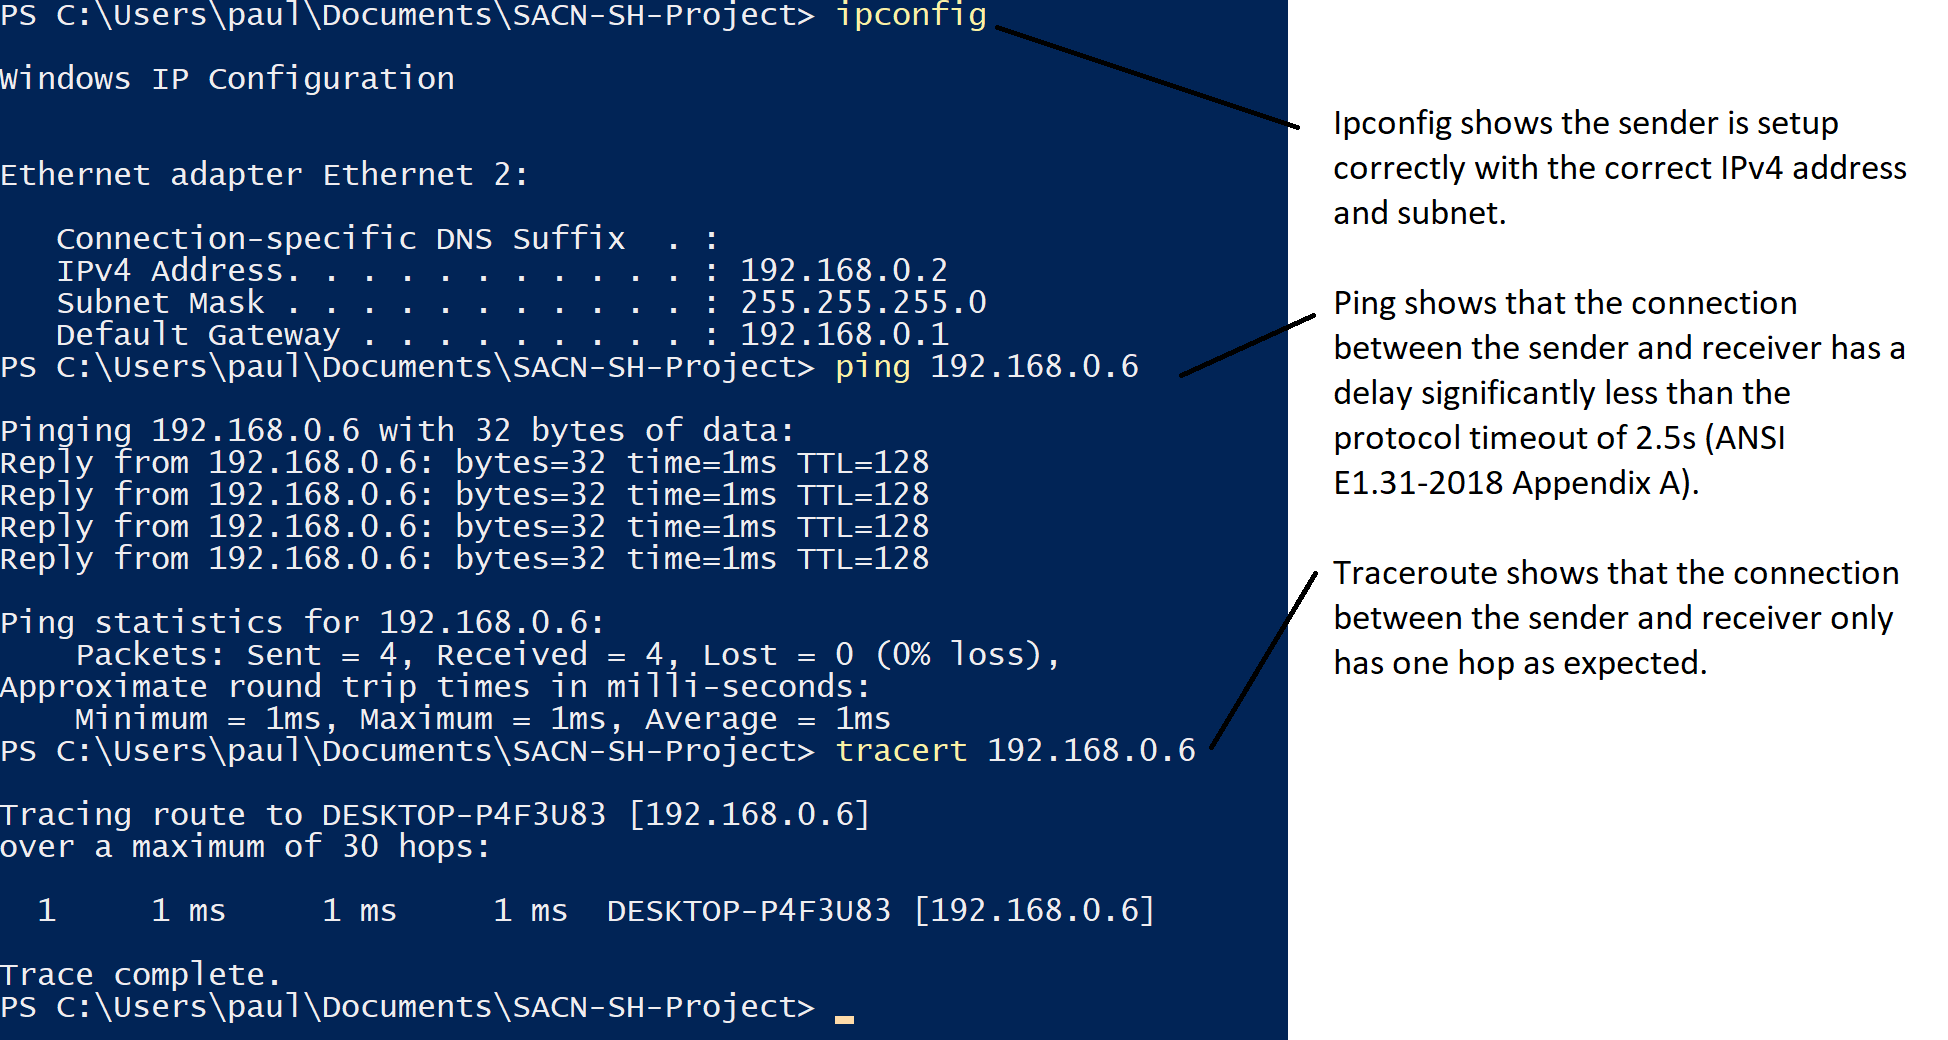 PS C:\Users\paul\Documents\SACN-SH-Project> ipconfig
Windows IP Configuration
Ethernet adapter Ethernet 2:
Connection-specific DNS Suffix  . :
IPv4 Address. . . . . . . . . . . : 192.168.0.2
Subnet Mask . . . . . . . . . . . : 255.255.255.0
Default Gateway . . . . . . . . . : 192.168.0.1
PS C:\Users\paul\Documents\SACN-SH-Project> ping 192.168.0.6
Pinging 192.168.0.6 with 32 bytes of data:
Reply from 192.168.0.6: bytes=32 time=1ms TTL=128
Reply from 192.168.0.6: bytes=32 time=1ms TTL=128
Reply from 192.168.0.6: bytes=32 time=1ms TTL=128
Reply from 192.168.0.6: bytes=32 time=1ms TTL=128
Ping statistics for 192.168.0.6:
Packets: Sent = 4, Received = 4, Lost = 0 (0% loss),
Approximate round trip times in milli-seconds:
Minimum = 1ms, Maximum = 1ms, Average = 1ms
PS C:\Users\paul\Documents\SACN-SH-Project> tracert 192.168.0.6
Tracing route to DESKTOP-P4F3U83 [192.168.0.6]
over a maximum of 30 hops:
1     1 ms     1 ms     1 ms  DESKTOP-P4F3U83 [192.168.0.6]
Trace complete.
PS C:\Users\paul\Documents\SACN-SH-Project> _
Ipconfig shows the sender is setup
correctly with the correct IPv4 address
and subnet.
Ping shows that the connection
between the sender and receiver has a
delay significantly less than the
protocol timeout of 2.5s (ANSI
E1.31-2018 Appendix A).
Traceroute shows that the connection
between the sender and receiver only
has one hop as expected.